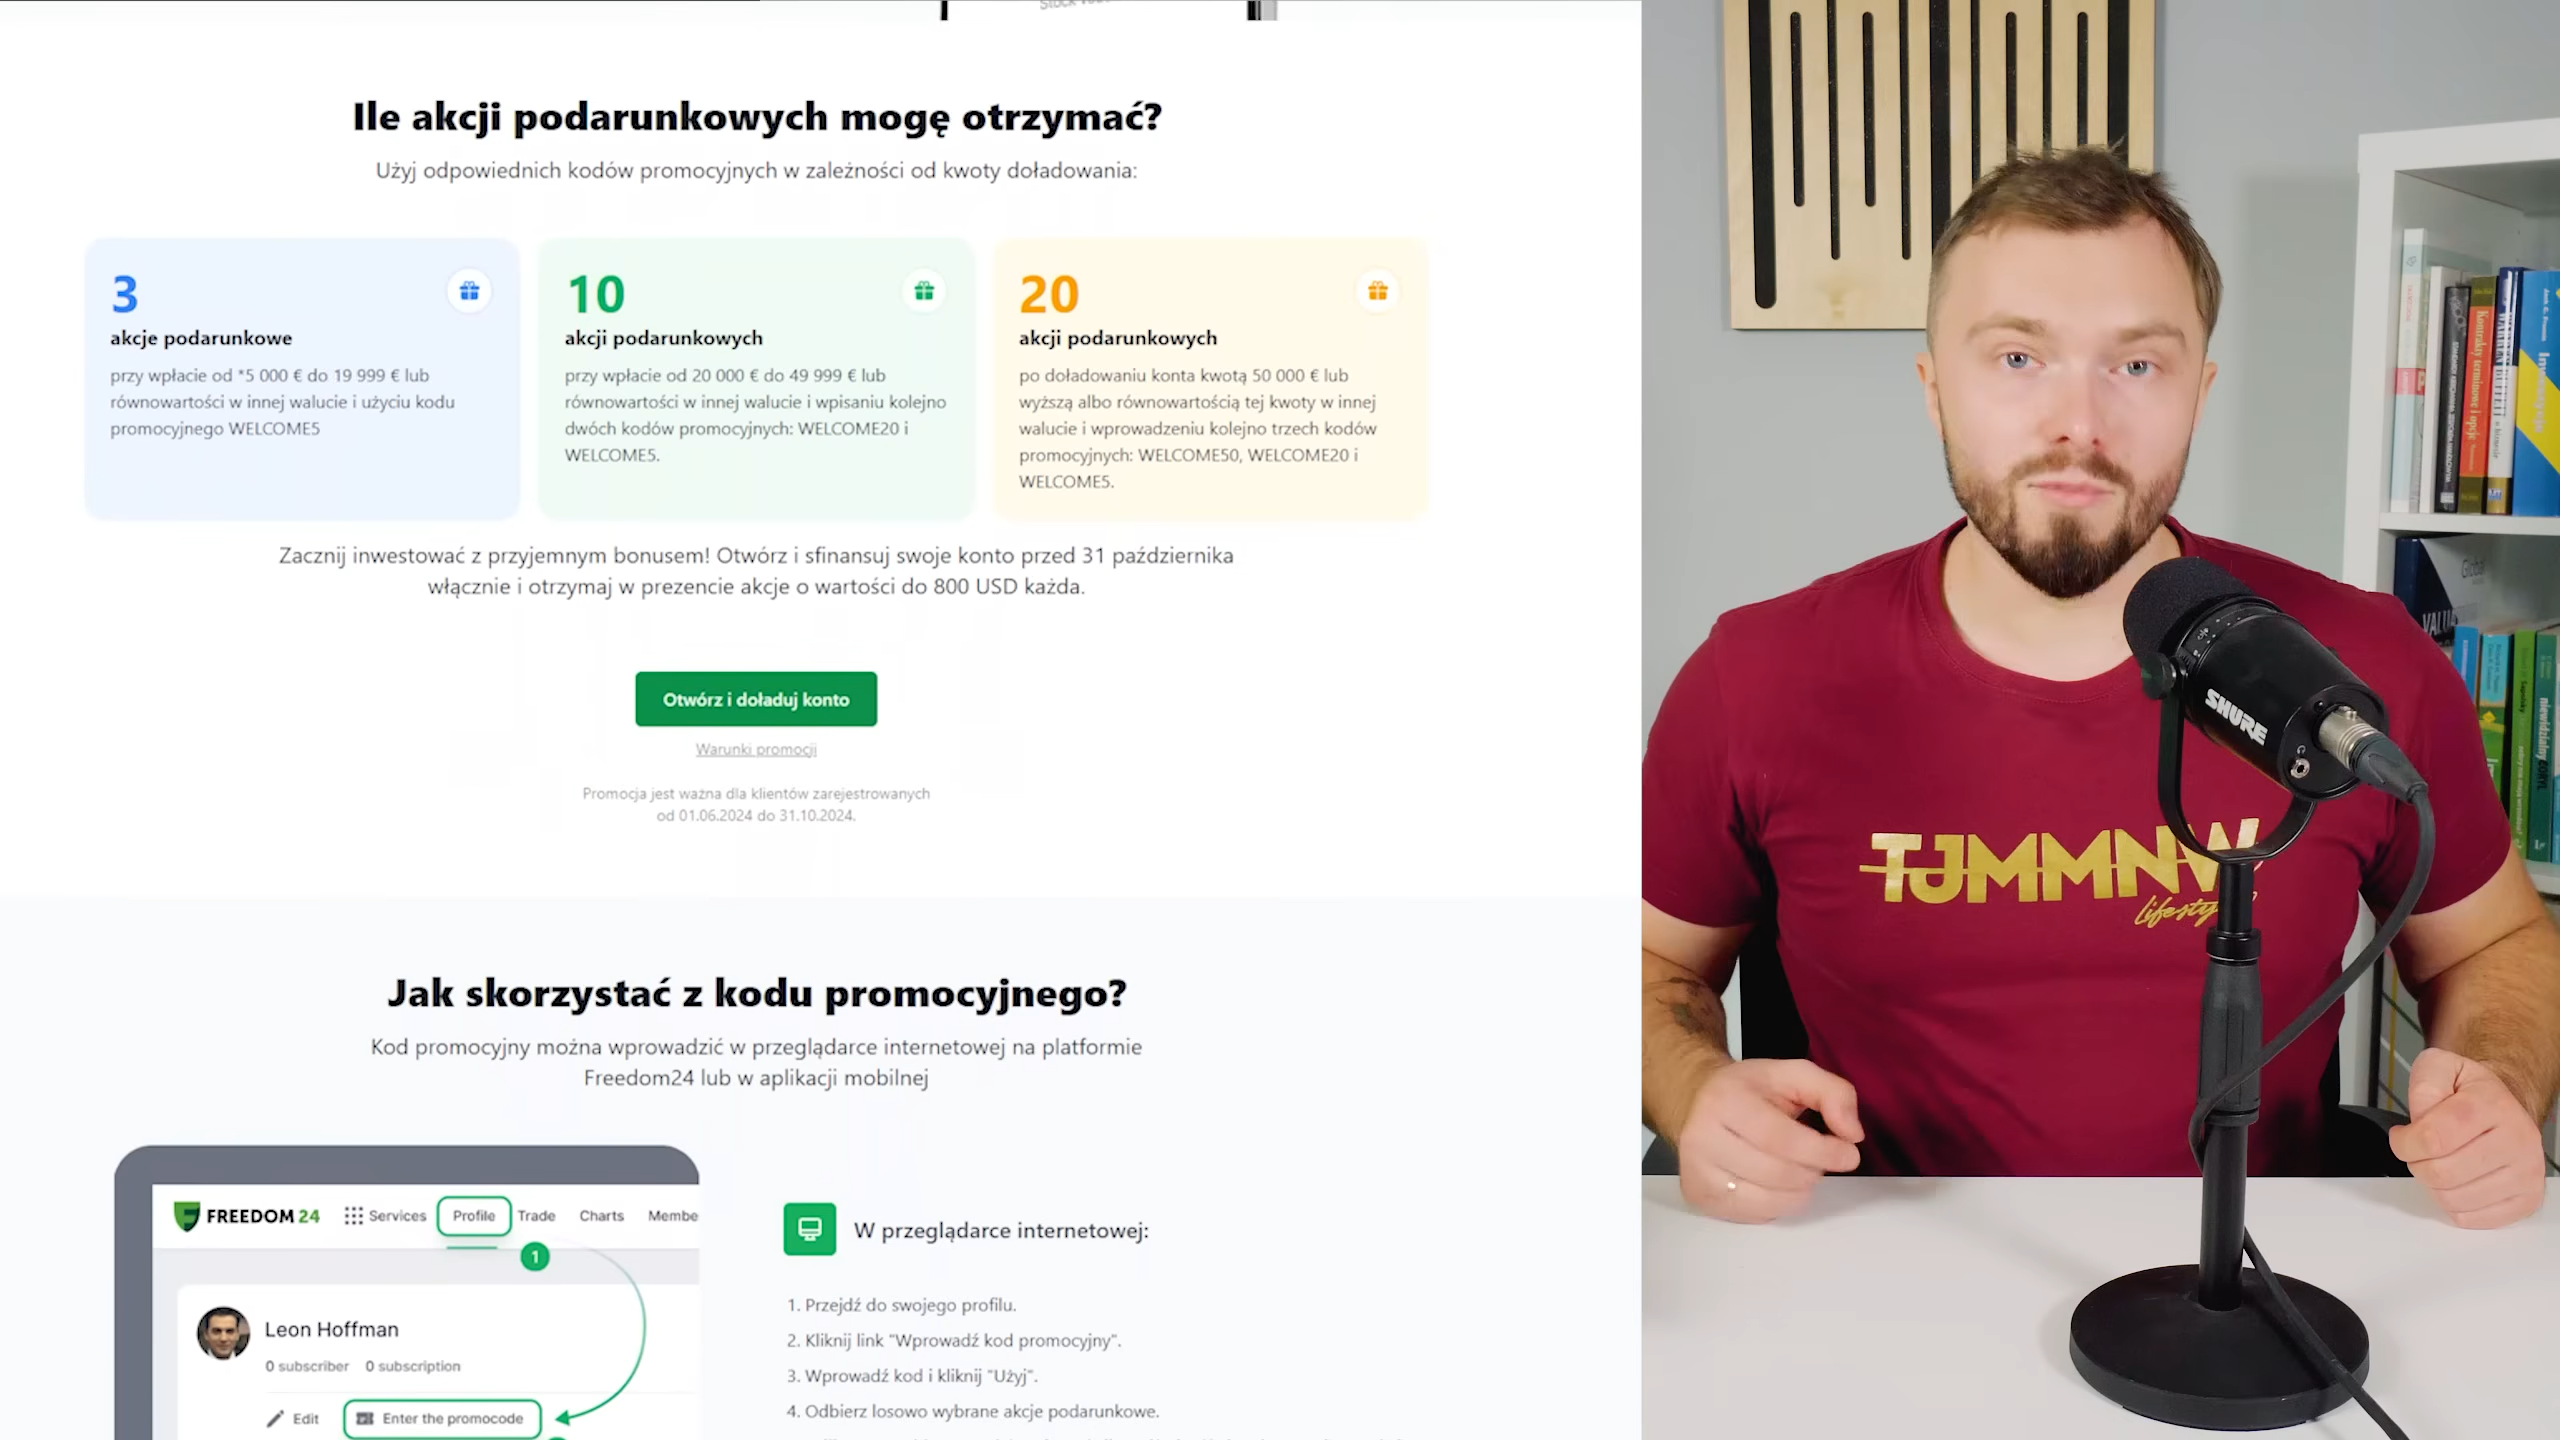 Ile akcji podarunkowych mogę otrzymać?
Użyj odpowiednich kodów promocyjnych w zależności od kwoty doładowania:
3
akcje podarunkowe
przy wpłacie od *5 000 € do 19 999 € lub
równowartości w innej walucie i użyciu kodu
promocyjnego WELCOME5
10
akcji podarunkowych
przy wpłacie od 20 000 € do 49 999 € lub
równowartości w innej walucie i wpisaniu kolejno
dwóch kodów promocyjnych: WELCOME20 i
WELCOME5.
20
akcji podarunkowych
po doładowaniu konta kwotą 50 000 € lub
wyższą albo równowartością tej kwoty w innej
walucie i wprowadzeniu kolejno trzech kodów
promocyjnych: WELCOME50, WELCOME20 i
WELCOME5.
Zacznij inwestować z przyjemnym bonusem! Otwórz i sfinansuj swoje konto przed 31 października
włącznie i otrzymaj w prezencie akcje o wartości do 800 USD każda.
Otwórz i doładuj konto
Warunki promocji
Promocja jest ważna dla klientów zarejestrowanych
od 01.06.2024 do 31.10.2024.
Jak skorzystać z kodu promocyjnego?
Kod promocyjny można wprowadzić w przeglądarce internetowej na platformie
Freedom24 lub w aplikacji mobilnej
FREEDOM24 Services Profile Trade Charts Membe
1
Leon Hoffman
0 subscriber 0 subscription
Edit Enter the promocode
W przeglądarce internetowej:
1. Przejdź do swojego profilu.
2. Kliknij link "Wprowadź kod promocyjny".
3. Wprowadź kod i kliknij "Użyj".
4. Odbierz losowo wybrane akcje podarunkowe.
SHURE
TJMMNW
Kontrakty terminowe i opcje
Global
niewidzialny